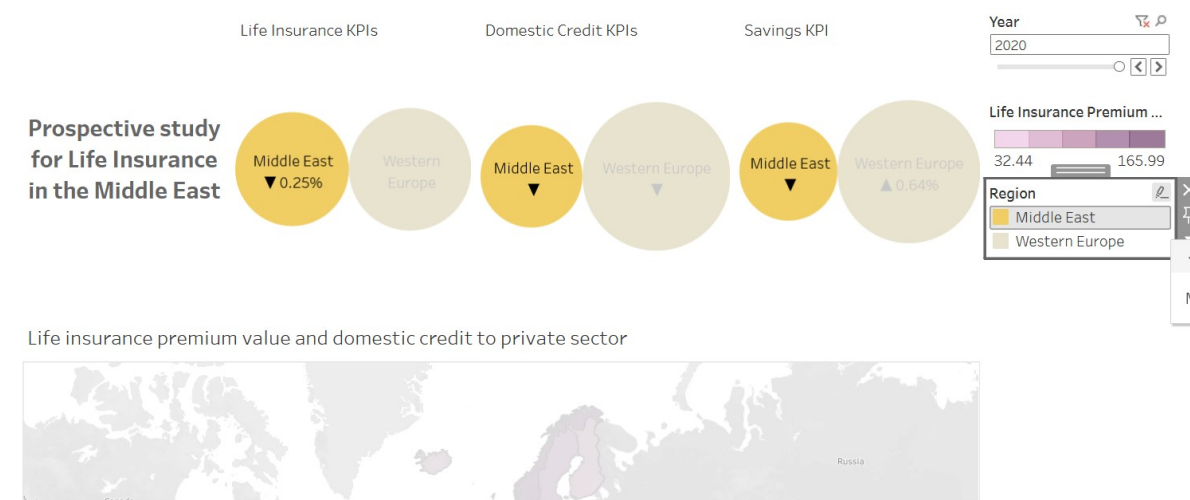 Life Insurance KPIs
Domestic Credit KPIs
Savings KPI
Year
2020
Prospective study
for Life Insurance
in the Middle East
Middle East
▼ 0.25%
Western
Europe
Middle East
▼
Western Europe
▼
Middle East
▼
Western Europe
▲ 0.64%
Life Insurance Premium ...
32.44
165.99
Region
Middle East
Western Europe
Life insurance premium value and domestic credit to private sector
Russia